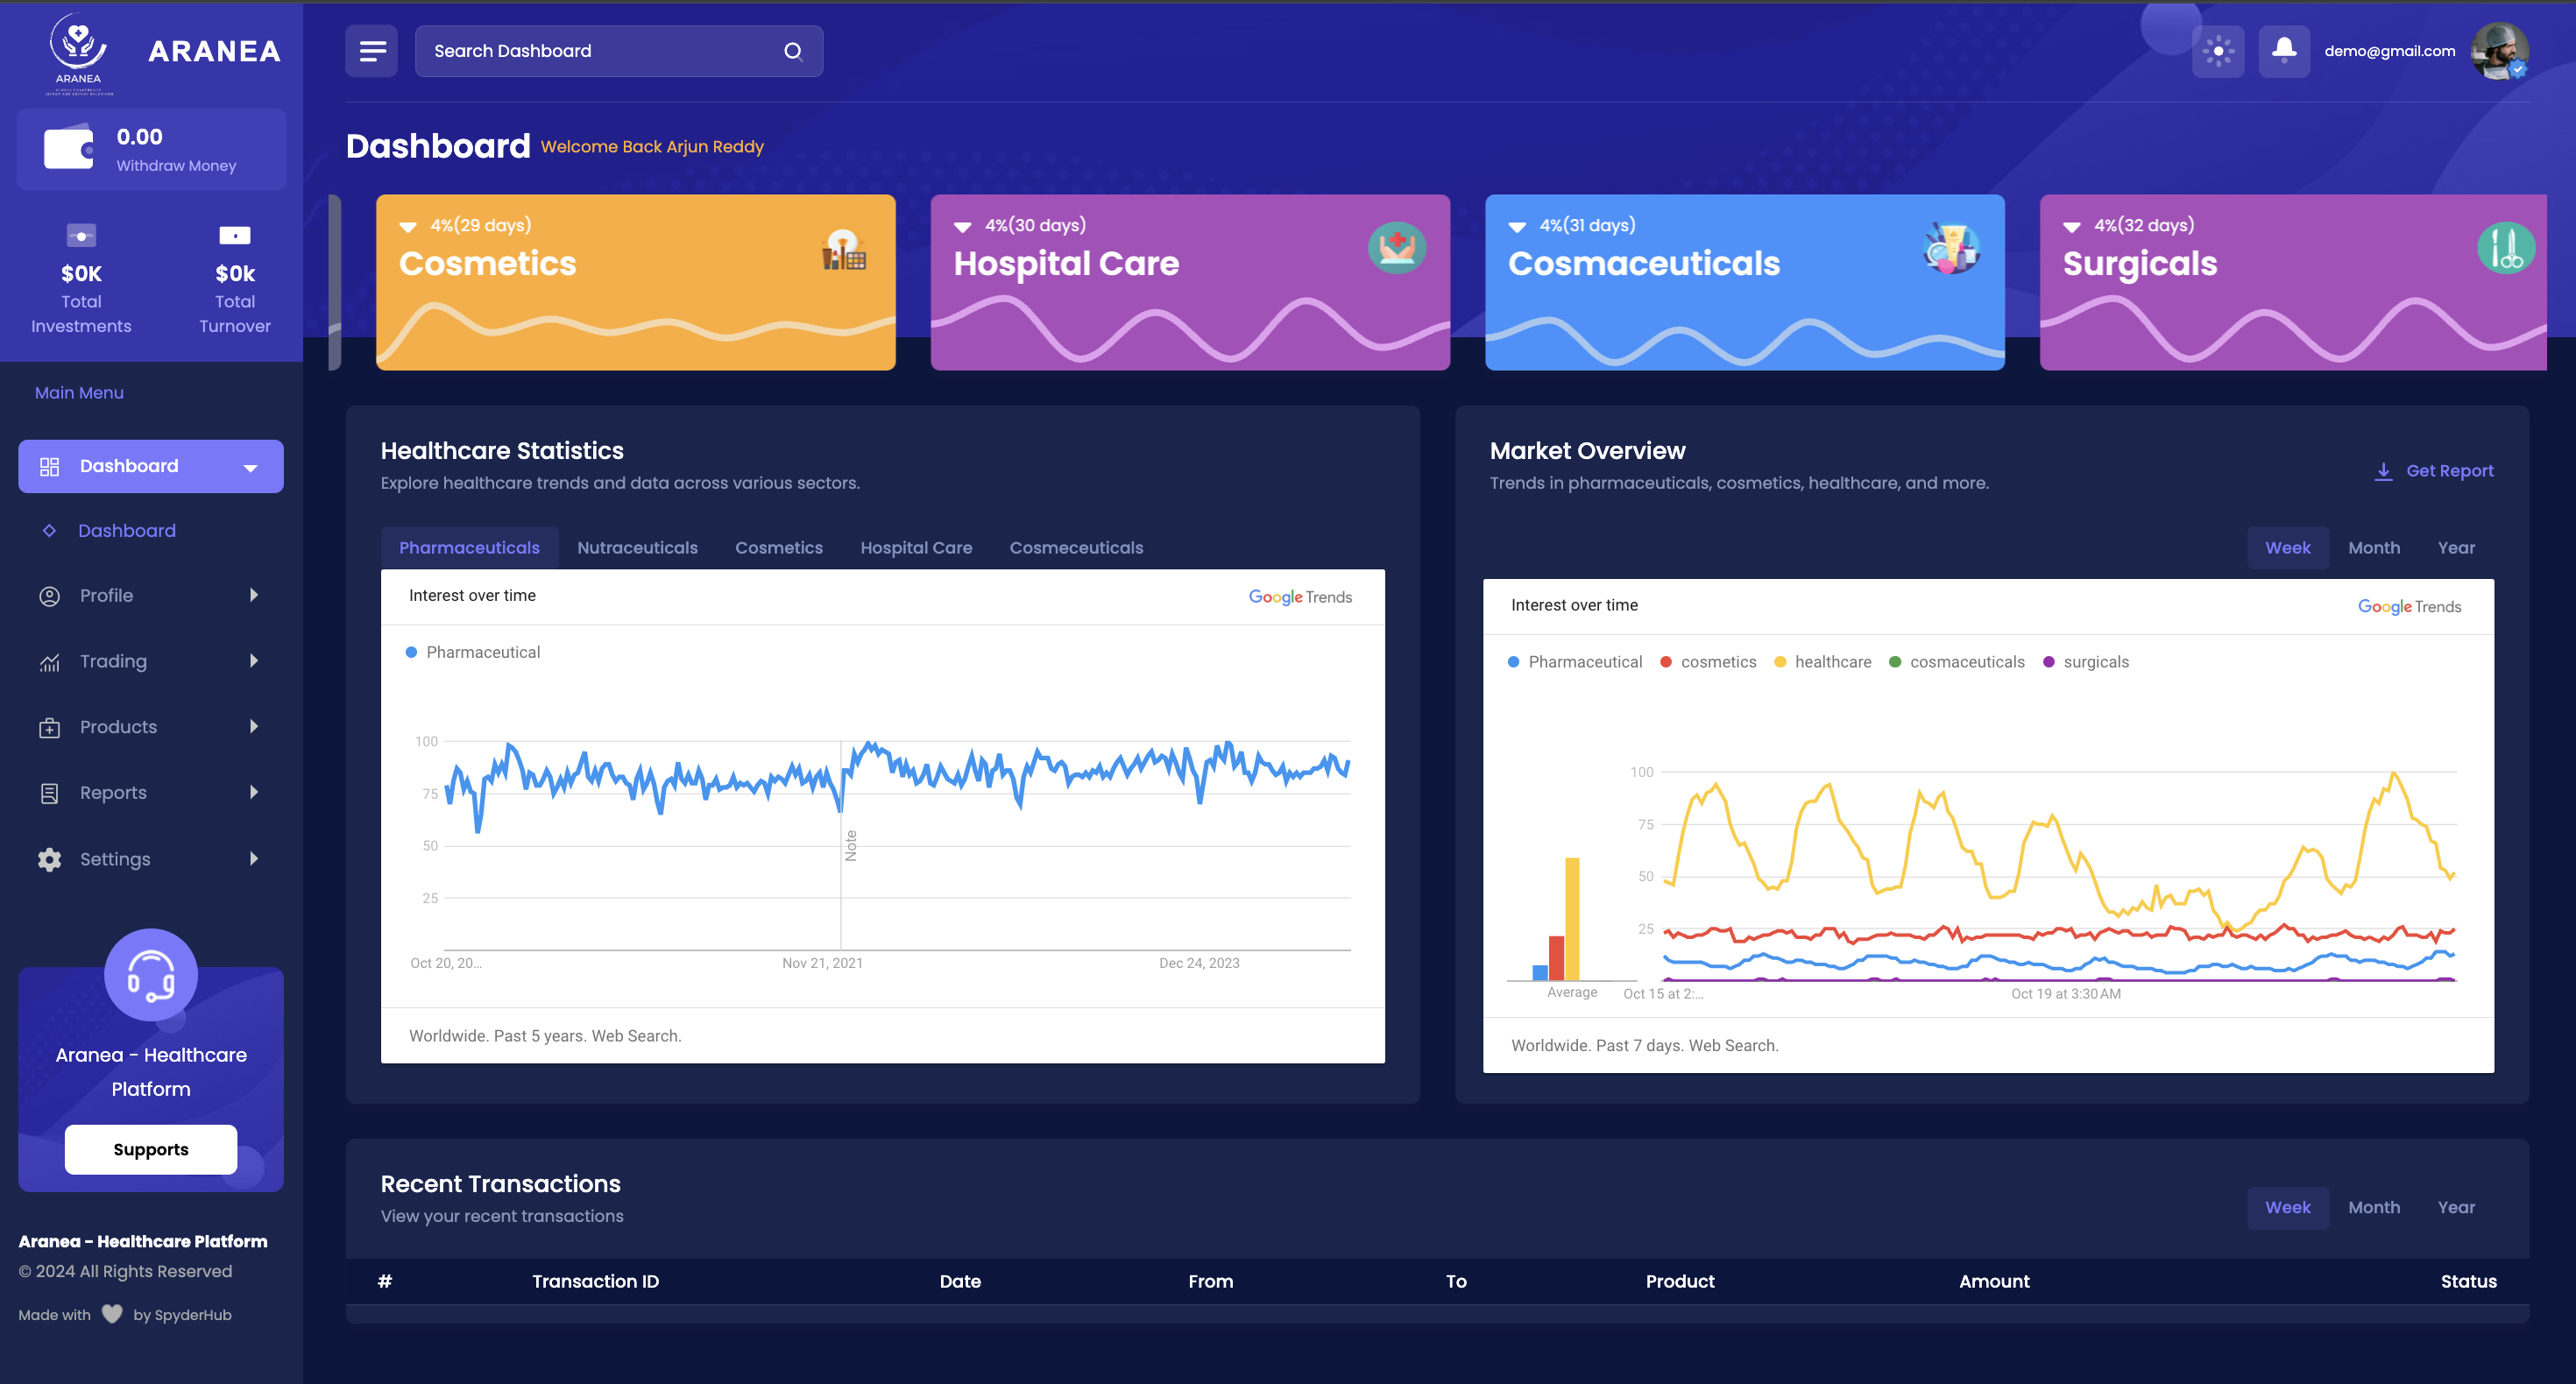 ARANEA
ARANEA
0.00
Withdraw Money
$0K
Total
Investments
$0k
Total
Turnover
Main Menu
Dashboard
Dashboard
Profile
Trading
Products
Reports
Settings
Aranea - Healthcare
Platform
Supports
Aranea - Healthcare Platform
© 2024 All Rights Reserved
Made with by SpyderHub
Search Dashboard
demo@gmail.com
Dashboard Welcome Back Arjun Reddy
4%(29 days)
Cosmetics
4%(30 days)
Hospital Care
4%(31 days)
Cosmaceuticals
4%(32 days)
Surgicals
Healthcare Statistics
Explore healthcare trends and data across various sectors.
Pharmaceuticals Nutraceuticals Cosmetics Hospital Care Cosmeceuticals
Interest over time Google Trends
Pharmaceutical
100
75
50
25
Note
Oct 20, 20... Nov 21, 2021 Dec 24, 2023
Worldwide. Past 5 years. Web Search.
Market Overview
Trends in pharmaceuticals, cosmetics, healthcare, and more.
Get Report
Week Month Year
Interest over time Google Trends
Pharmaceutical cosmetics healthcare cosmaceuticals surgicals
100
75
50
25
Average Oct 15 at 2:... Oct 19 at 3:30 AM
Worldwide. Past 7 days. Web Search.
Recent Transactions
View your recent transactions
Week Month Year
# Transaction ID Date From To Product Amount Status